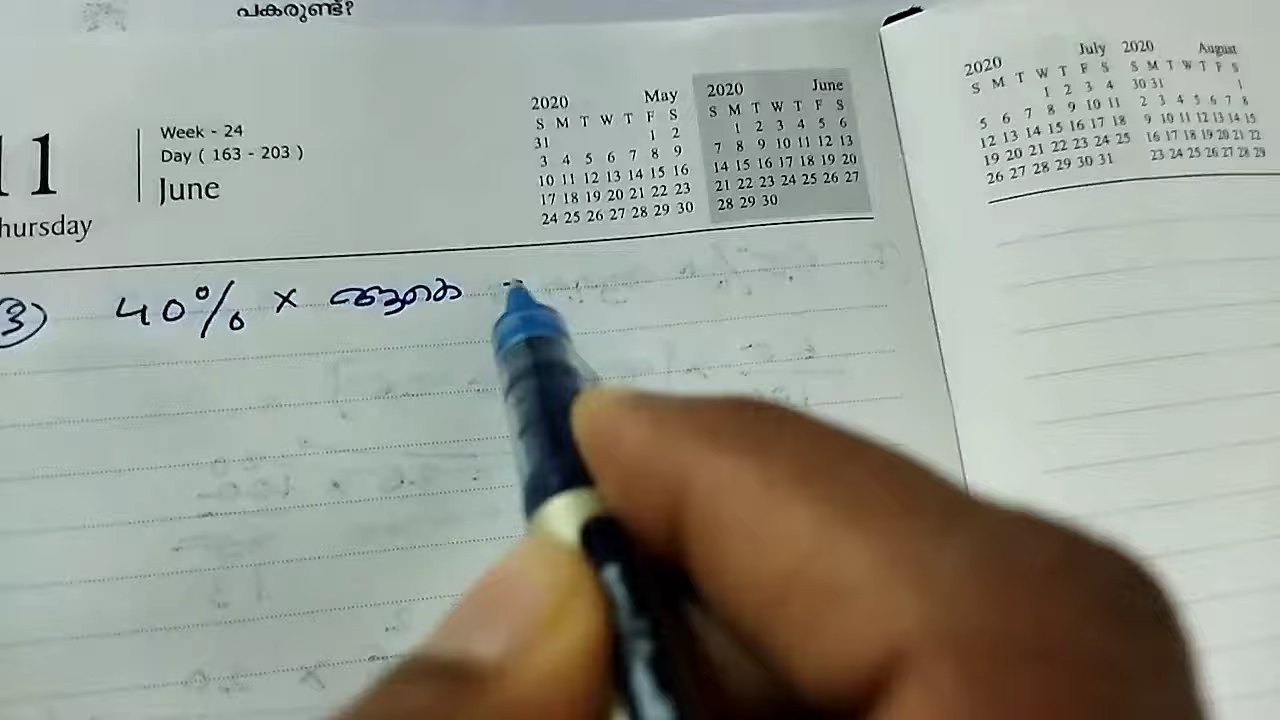 പകരുണ്ട്?
11
Week - 24
Day ( 163 - 203 )
June
hursday
2020 May
S M T W T F S
31 1 2
3 4 5 6 7 8 9
10 11 12 13 14 15 16
17 18 19 20 21 22 23
24 25 26 27 28 29 30
2020 June
S M T W T F S
1 2 3 4 5 6
7 8 9 10 11 12 13
14 15 16 17 18 19 20
21 22 23 24 25 26 27
28 29 30
2020 July
S M T W T F S
1 2 3 4
5 6 7 8 9 10 11
12 13 14 15 16 17 18
19 20 21 22 23 24 25
26 27 28 29 30 31
2020 August
S M T W T F S
30 31 1
2 3 4 5 6 7 8
9 10 11 12 13 14 15
16 17 18 19 20 21 22
23 24 25 26 27 28 29
3) 40% x ആകെ